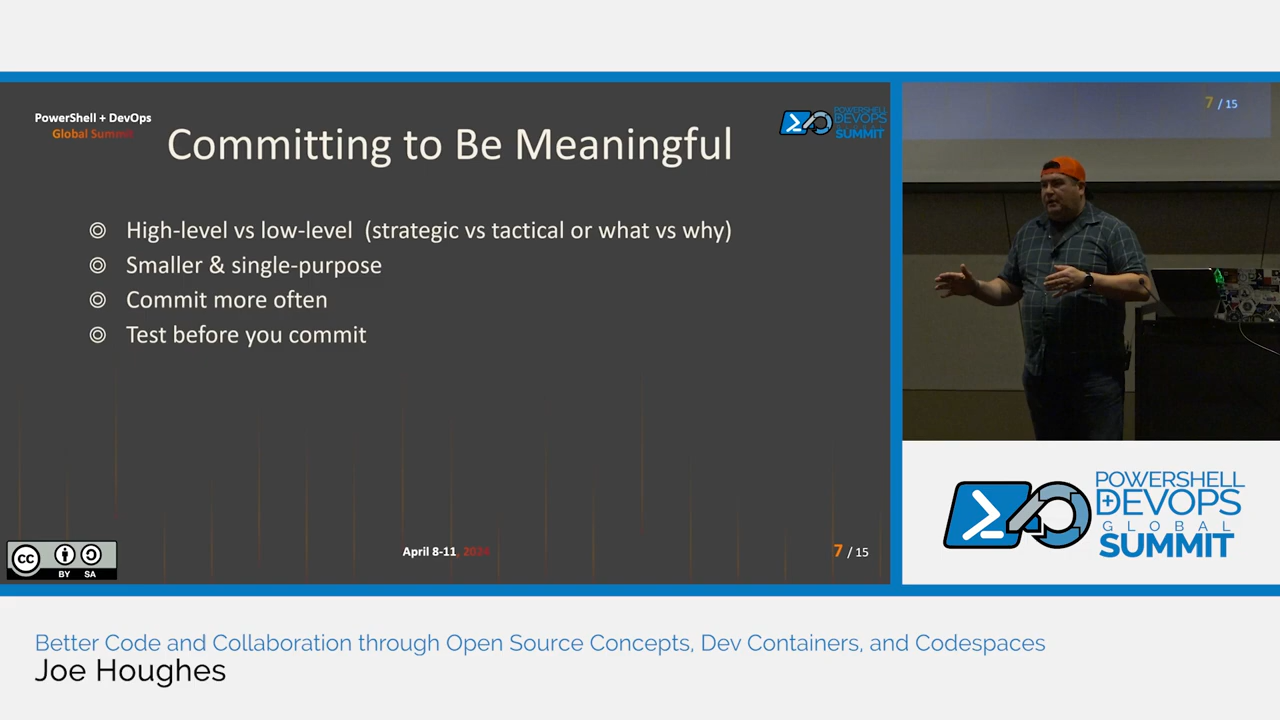 PowerShell + DevOps
Global Summit
Committing to Be Meaningful
POWERSHELL
DEVOPS
SUMMIT
High-level vs low-level (strategic vs tactical or what vs why)
Smaller & single-purpose
Commit more often
Test before you commit
cc
BY SA
April 8-11, 2024
7 / 15
7 / 15
POWERSHELL
+DEVOPS
GLOBAL
SUMMIT
Better Code and Collaboration through Open Source Concepts, Dev Containers, and Codespaces
Joe Houghes